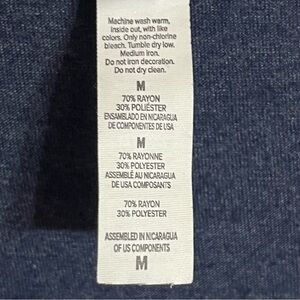 Machine wash warm,
inside out, with like
colors. Only non-chlorine
bleach. Tumble dry low.
Medium iron.
Do not iron decoration.
Do not dry clean.
M
70% RAYON
30% POLIÉSTER
ENSAMBLADO EN NICARAGUA
DE COMPONENTES DE USA
M
70% RAYONNE
30% POLYESTER
ASSEMBLÉ AU NICARAGUA
DE USA COMPOSANTS
70% RAYON
30% POLYESTER
ASSEMBLED IN NICARAGUA
OF US COMPONENTS
M